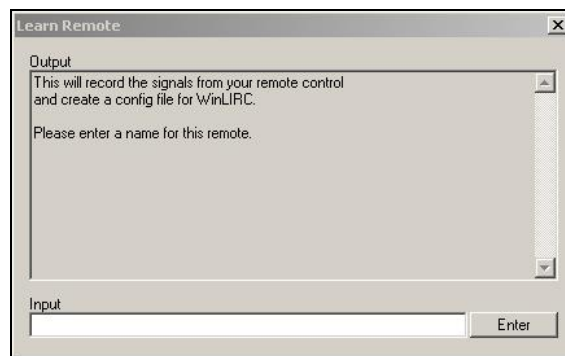 Learn Remote
Output
This will record the signals from your remote control
and create a config file for WinLIRC.
Please enter a name for this remote.
Input
Enter